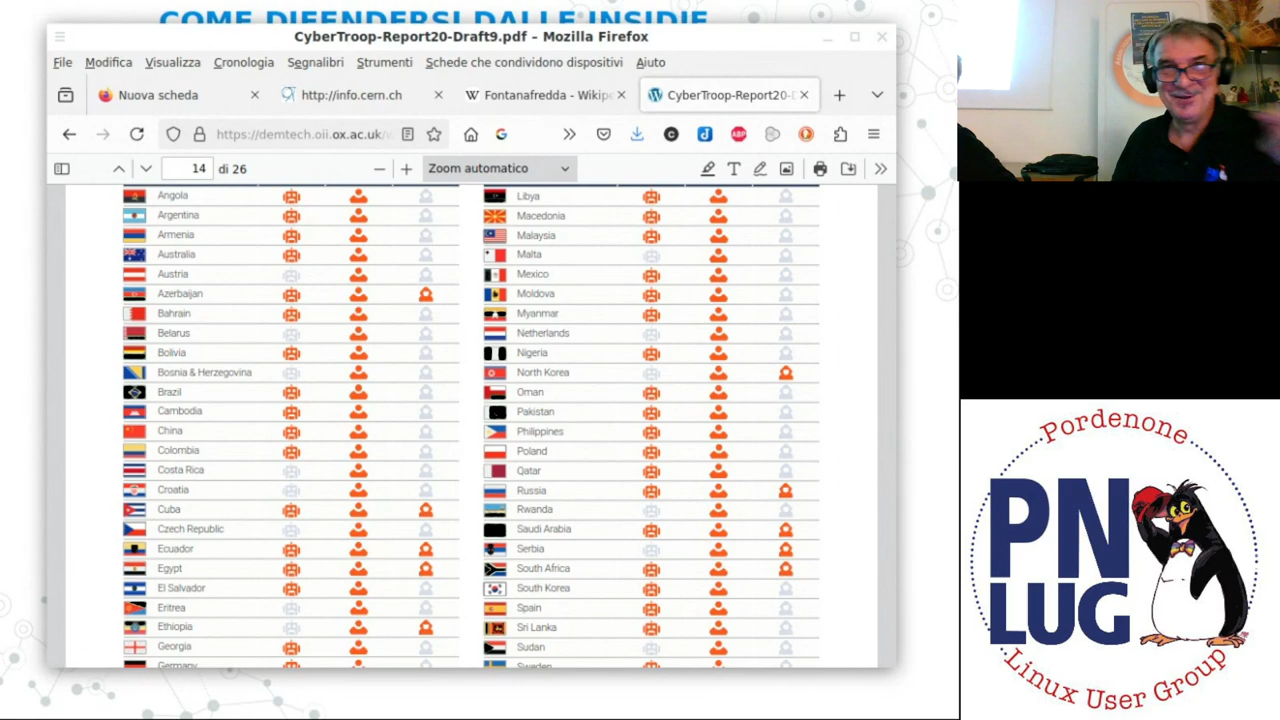 COME DIFENDERSI DALLE INSIDIE
CyberTroop-Report20-Draft9.pdf – Mozilla Firefox
File Modifica Visualizza Cronologia Segnalibri Strumenti Schede che condividono dispositivi Aiuto
Nuova scheda http://info.cern.ch Fontanafredda - Wikipe CyberTroop-Report20-D
https://demtech.oii.ox.ac.uk/
14 di 26 Zoom automatico
Angola Libya
Argentina Macedonia
Armenia Malaysia
Australia Malta
Austria Mexico
Azerbaijan Moldova
Bahrain Myanmar
Belarus Netherlands
Bolivia Nigeria
Bosnia & Herzegovina North Korea
Brazil Oman
Cambodia Pakistan
China Philippines
Colombia Poland
Costa Rica Qatar
Croatia Russia
Cuba Rwanda
Czech Republic Saudi Arabia
Ecuador Serbia
Egypt South Africa
El Salvador South Korea
Eritrea Spain
Ethiopia Sri Lanka
Georgia Sudan
Germany Sweden
Pordenone
PN
LUG
Linux User Group